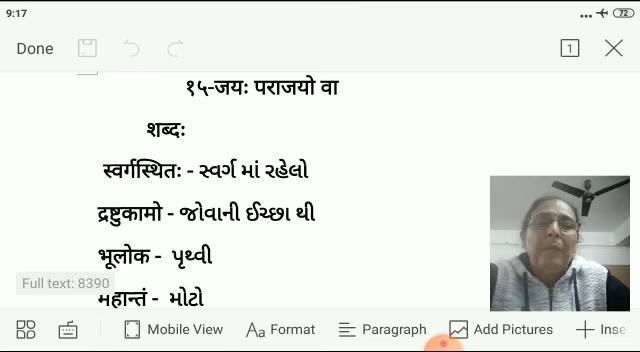 9:17
72
Done
1
१५-जयः पराजयो वा
शब्दः
स्वर्गस्थितः - સ્વર્ગ માં રહેલો
द्रष्टुकामो - જોવાની ઈચ્છા થી
भूलोक - પૃથ્વી
Full text: 8390
महान्तं - મોટો
Mobile View
Aa Format
Paragraph
Add Pictures
Inse